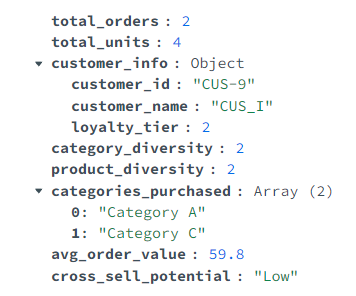 total_orders : 2
total_units : 4
customer_info : Object
customer_id : "CUS-9"
customer_name : "CUS_I"
loyalty_tier : 2
category_diversity : 2
product_diversity : 2
categories_purchased : Array (2)
0: "Category A"
1: "Category C"
avg_order_value : 59.8
cross_sell_potential : "Low"